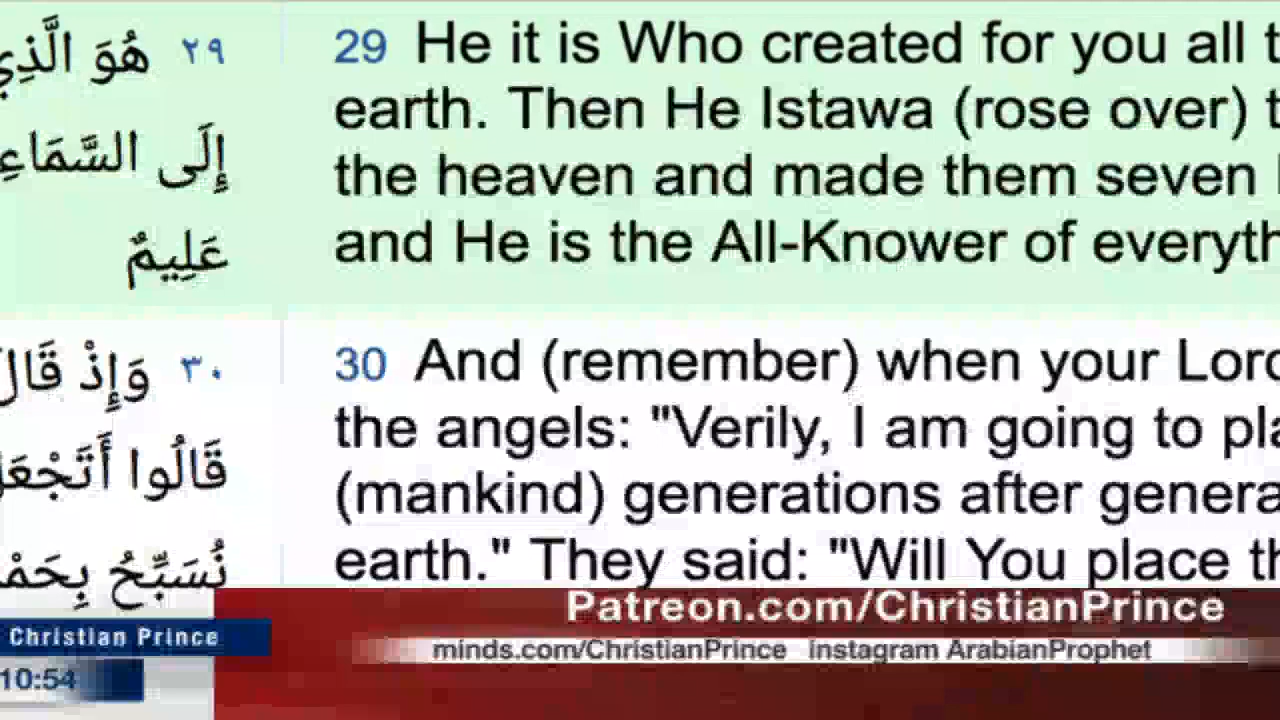 ٢٩ هُوَ الَّذِي
إِلَى السَّمَاءِ
عَلِيمٌ
29 He it is Who created for you all t
earth. Then He Istawa (rose over) t
the heaven and made them seven
and He is the All-Knower of everyth
٣٠ وَإِذْ قَالَ
قَالُوا أَتَجْعَلُ
نُسَبِّحُ بِحَمْ
30 And (remember) when your Lord
the angels: "Verily, I am going to pla
(mankind) generations after genera
earth." They said: "Will You place th
Patreon.com/ChristianPrince
Christian Prince
minds.com/ChristianPrince Instagram ArabianProphet
10:54